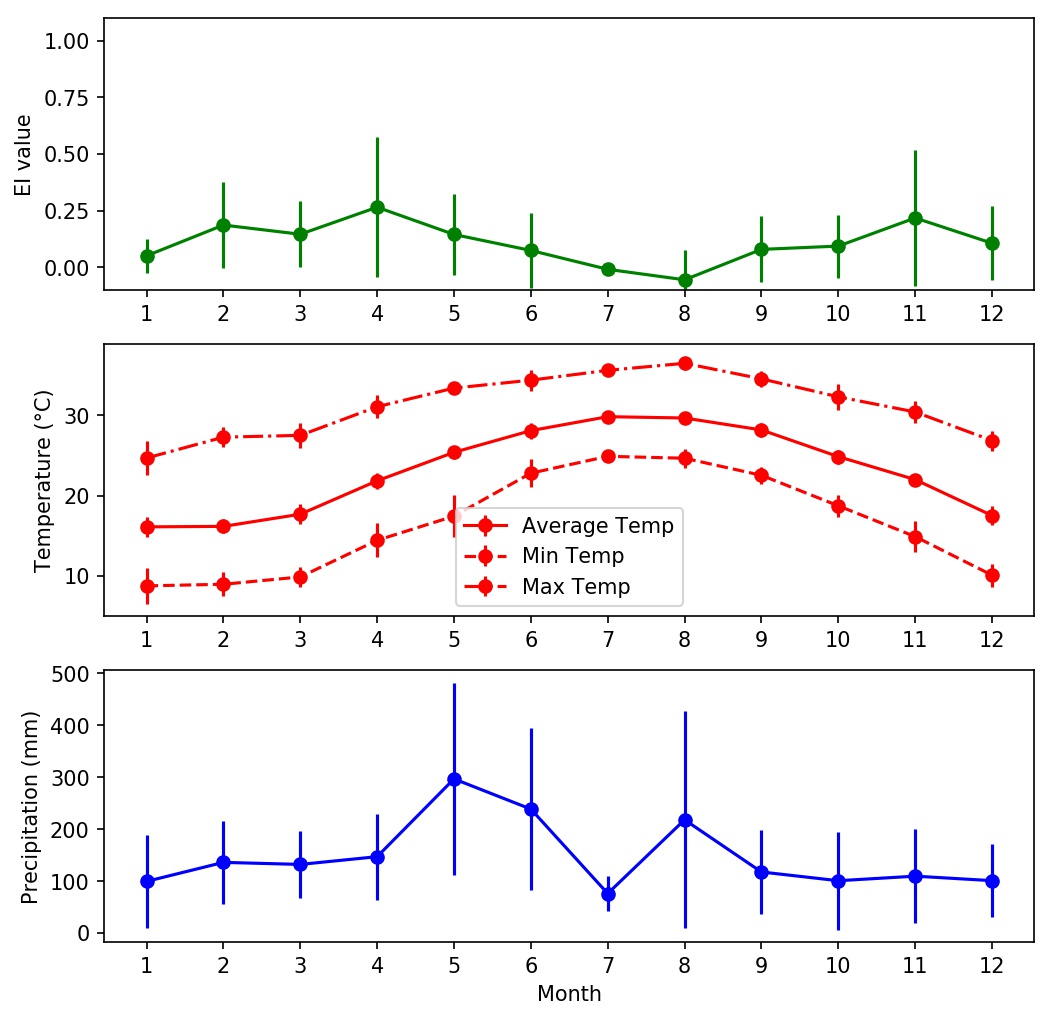 EI value
1.00
0.75
0.50
0.25
0.00
1 2 3 4 5 6 7 8 9 10 11 12
Temperature (°C)
30
20
10
Average Temp
Min Temp
Max Temp
1 2 3 4 5 6 7 8 9 10 11 12
Precipitation (mm)
500
400
300
200
100
0
1 2 3 4 5 6 7 8 9 10 11 12
Month